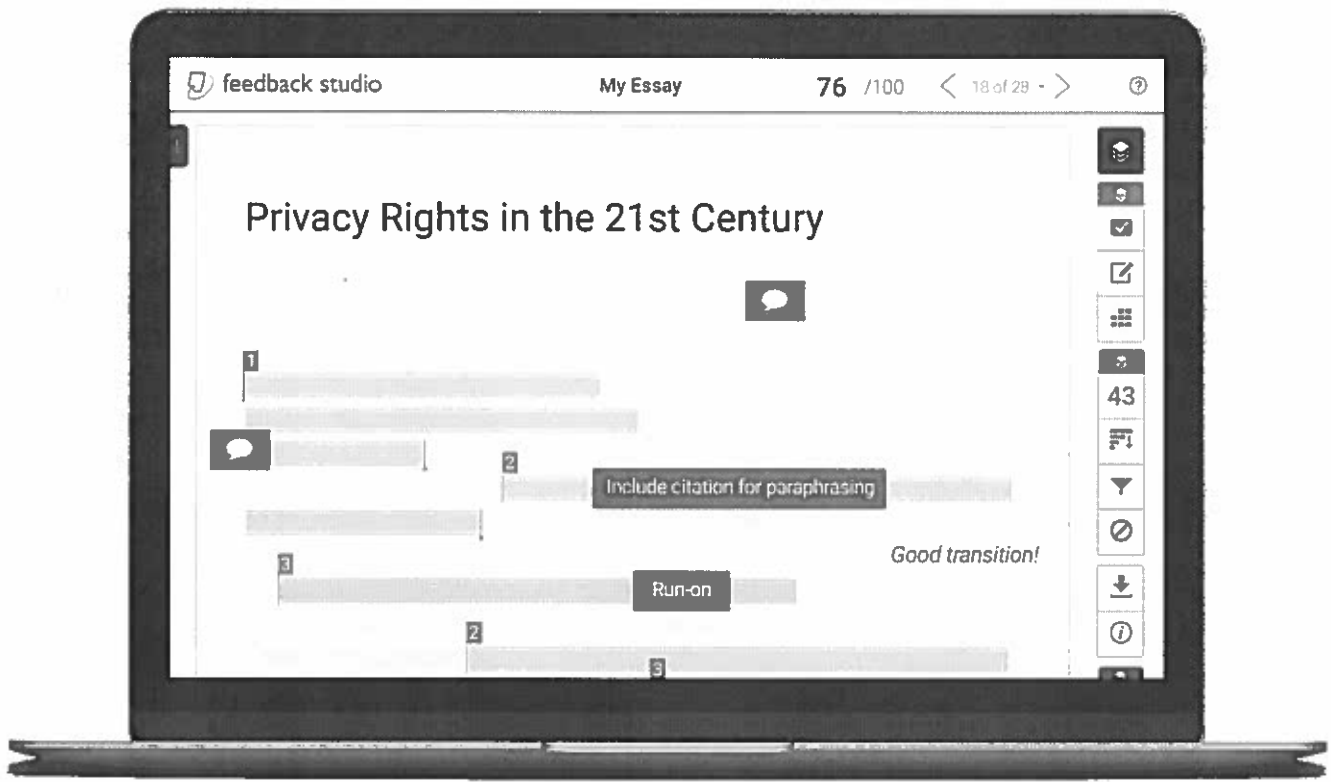 feedback studio
My Essay
76 /100
18 of 28
Privacy Rights in the 21st Century
1
43
2
Include citation for paraphrasing
Good transition!
3
Run-on
2
3